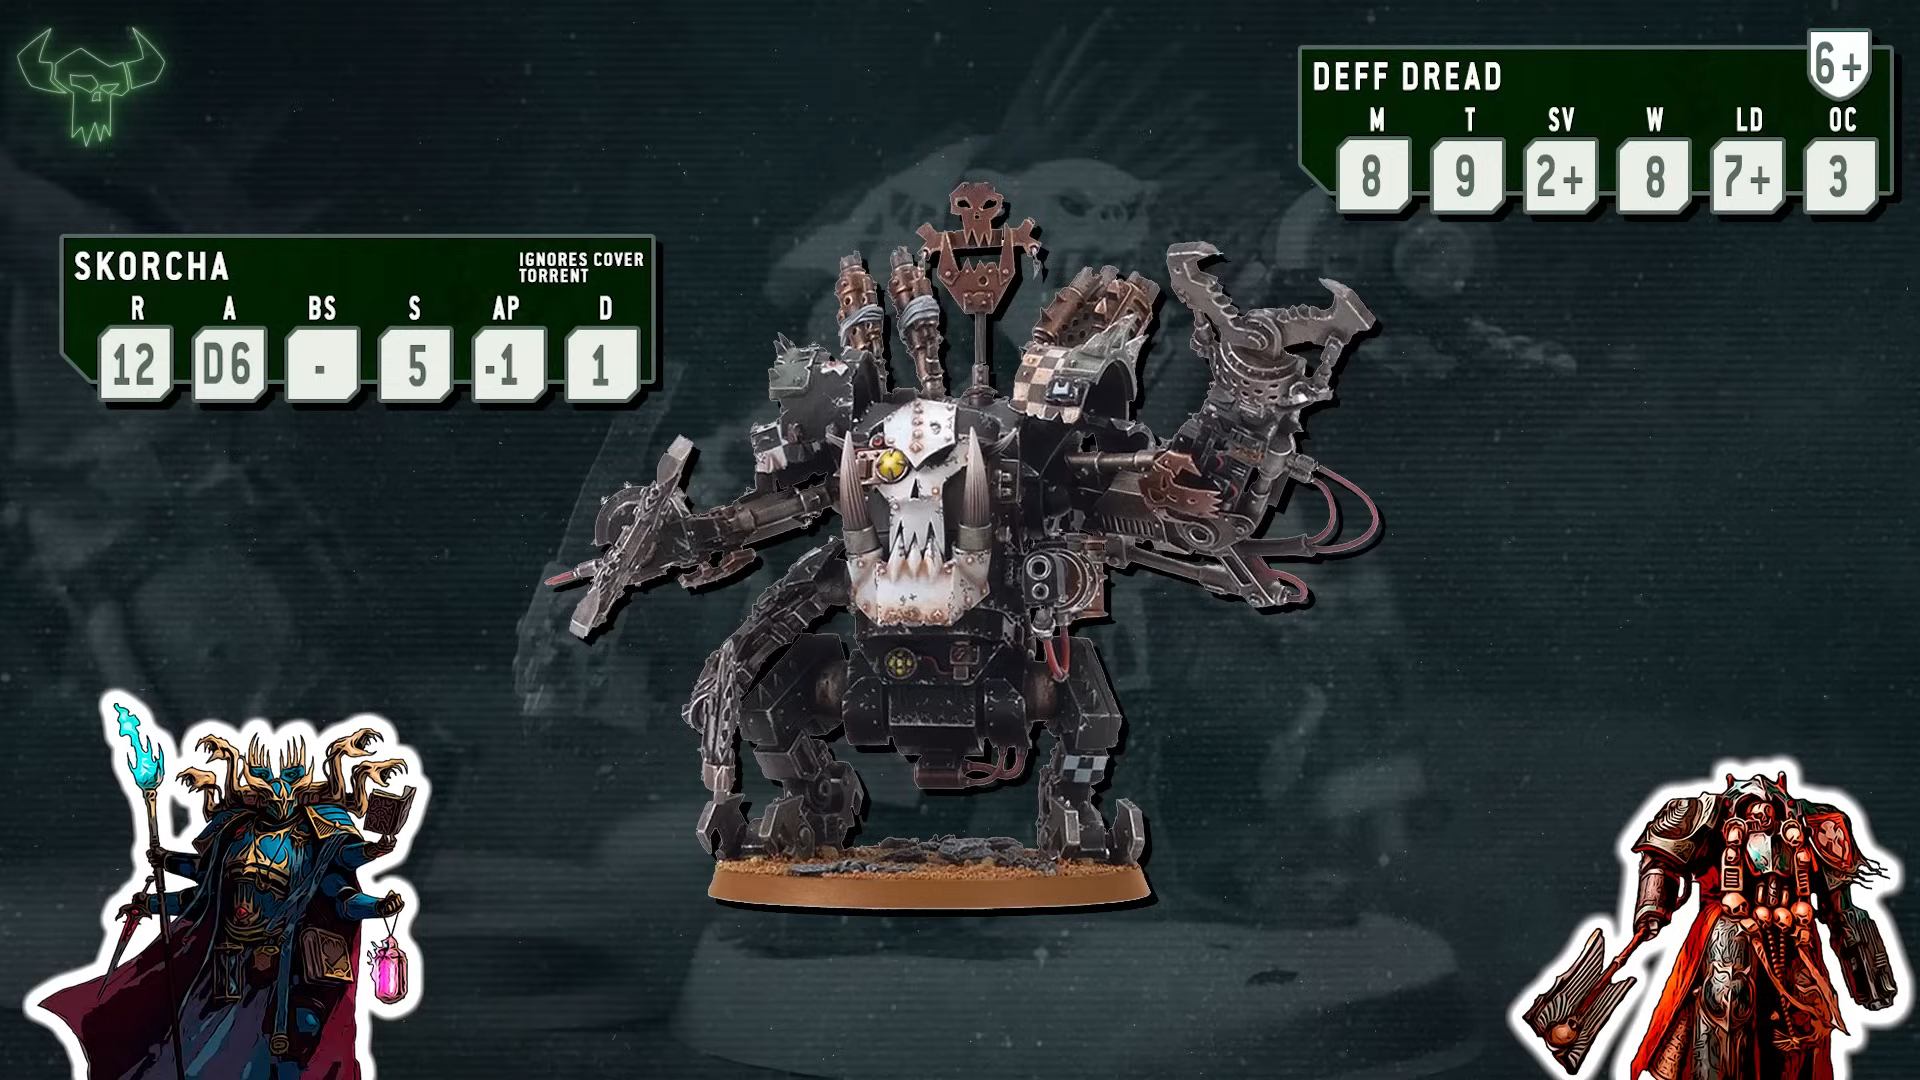 DEFF DREAD
6+
M T SV W LD OC
8 9 2+ 8 7+ 3
SKORCHA
IGNORES COVER
TORRENT
R A BS S AP D
12 D6 - 5 -1 1